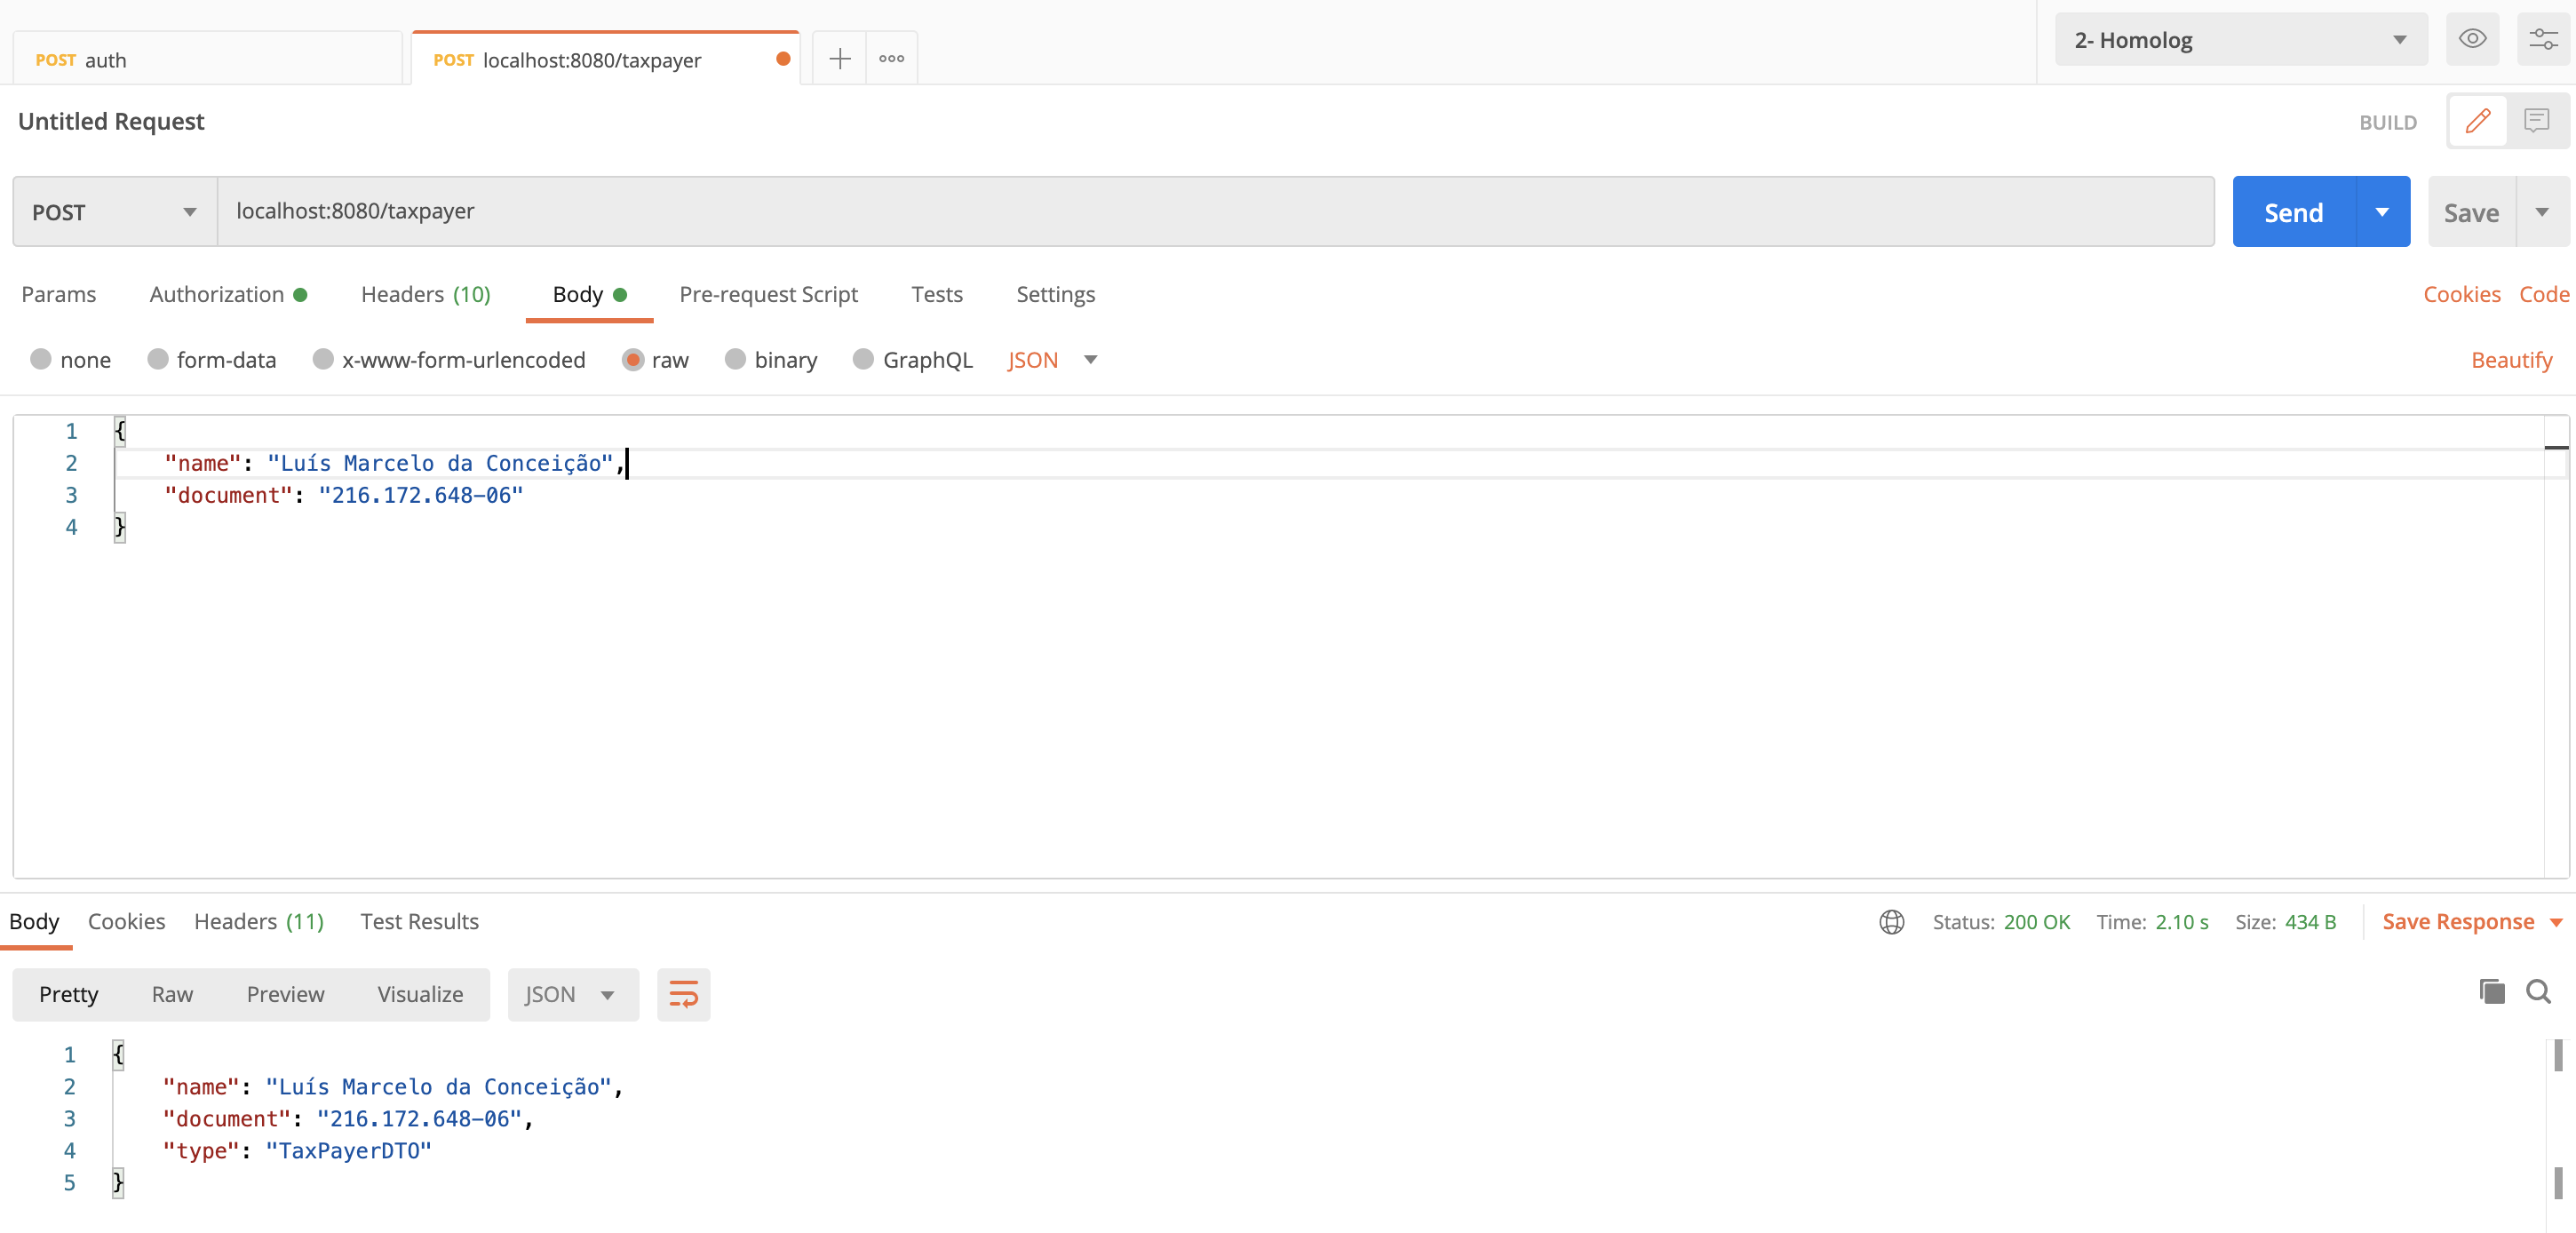 POST auth
POST localhost:8080/taxpayer
2- Homolog
Untitled Request
BUILD
POST
localhost:8080/taxpayer
Send
Save
Params Authorization Headers (10) Body Pre-request Script Tests Settings
Cookies Code
none form-data x-www-form-urlencoded raw binary GraphQL JSON
Beautify
1 {
2 "name": "Luís Marcelo da Conceição",
3 "document": "216.172.648-06"
4 }
Body Cookies Headers (11) Test Results
Status: 200 OK Time: 2.10 s Size: 434 B
Save Response
Pretty Raw Preview Visualize
JSON
1 {
2 "name": "Luís Marcelo da Conceição",
3 "document": "216.172.648-06",
4 "type": "TaxPayerDTO"
5 }